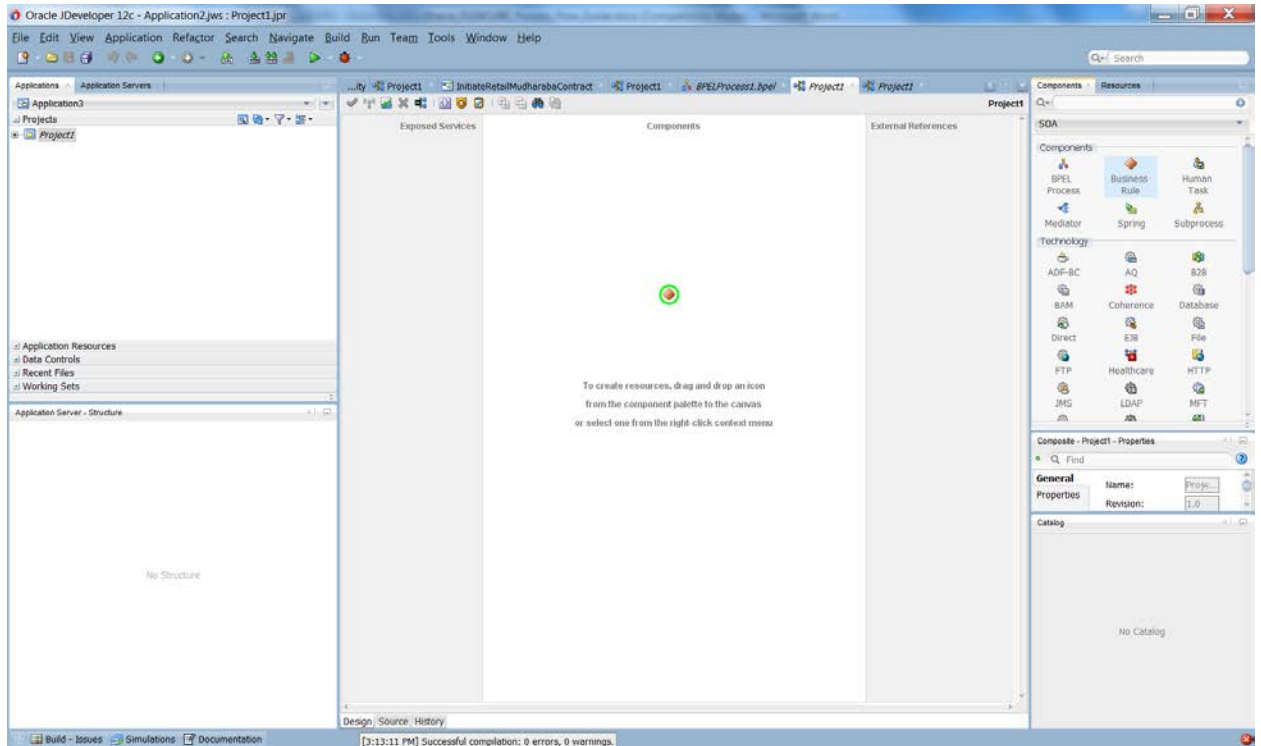 Oracle JDeveloper 12c - Application2.jws : Project1.jpr
File Edit View Application Refactor Search Navigate Build Run Team Tools Window Help
Search
Applications Application Servers
Application3
Projects
Project1
Application Resources
Data Controls
Recent Files
Working Sets
Application Server - Structure
No Structure
...ity Project1 InitiateRetailMudharabaContract Project1 BPELProcess1.bpel Project1 Project1
Project1
Exposed Services Components External References
To create resources, drag and drop an icon
from the component palette to the canvas
or select one from the right-click context menu
Design Source History
Components Resources
SOA
Components
BPEL Process Business Rule Human Task
Mediator Spring Subprocess
Technology
ADF-BC AQ B2B
BAM Coherence Database
Direct EJB File
FTP Healthcare HTTP
JMS LDAP MFT
Composite - Project1 - Properties
Find
General
Properties
Name: Proje...
Revision: 1.0
Catalog
No Catalog
Build - Issues Simulations Documentation
[3:13:11 PM] Successful compilation: 0 errors, 0 warnings.